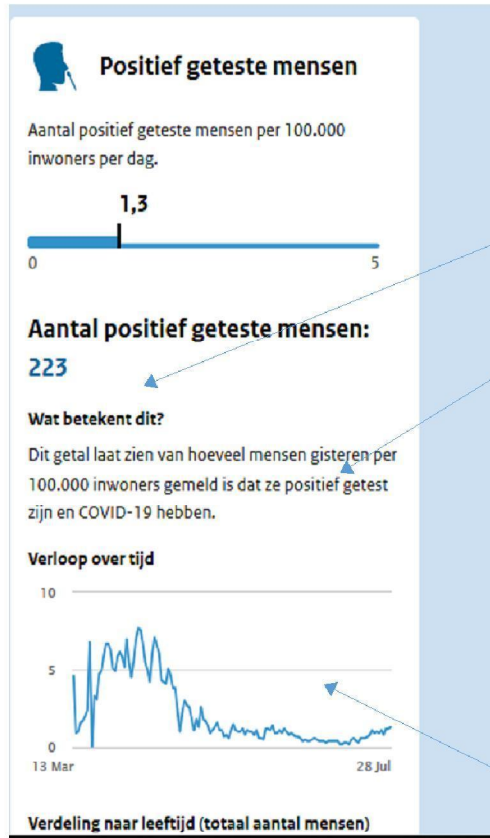 Positief geteste mensen
Aantal positief geteste mensen per 100.000
inwoners per dag.
1,3
0 5
Aantal positief geteste mensen:
223
Wat betekent dit?
Dit getal laat zien van hoeveel mensen gisteren per
100.000 inwoners gemeld is dat ze positief getest
zijn en COVID-19 hebben.
Verloop over tijd
10
5
0
13 Mar 28 Jul
Verdeling naar leeftijd (totaal aantal mensen)